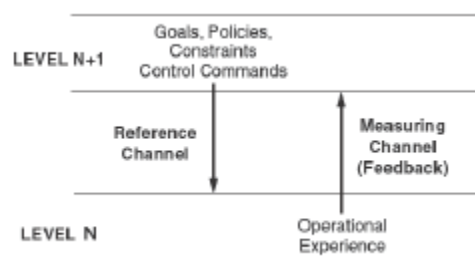 Goals, Policies,
Constraints
Control Commands
LEVEL N+1
Reference
Channel
Measuring
Channel
(Feedback)
Operational
Experience
LEVEL N